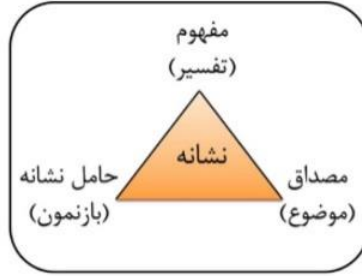 مفهوم
(تفسیر)
نشانه
مصداق
(موضوع)
حامل نشانه
(بازنمون)